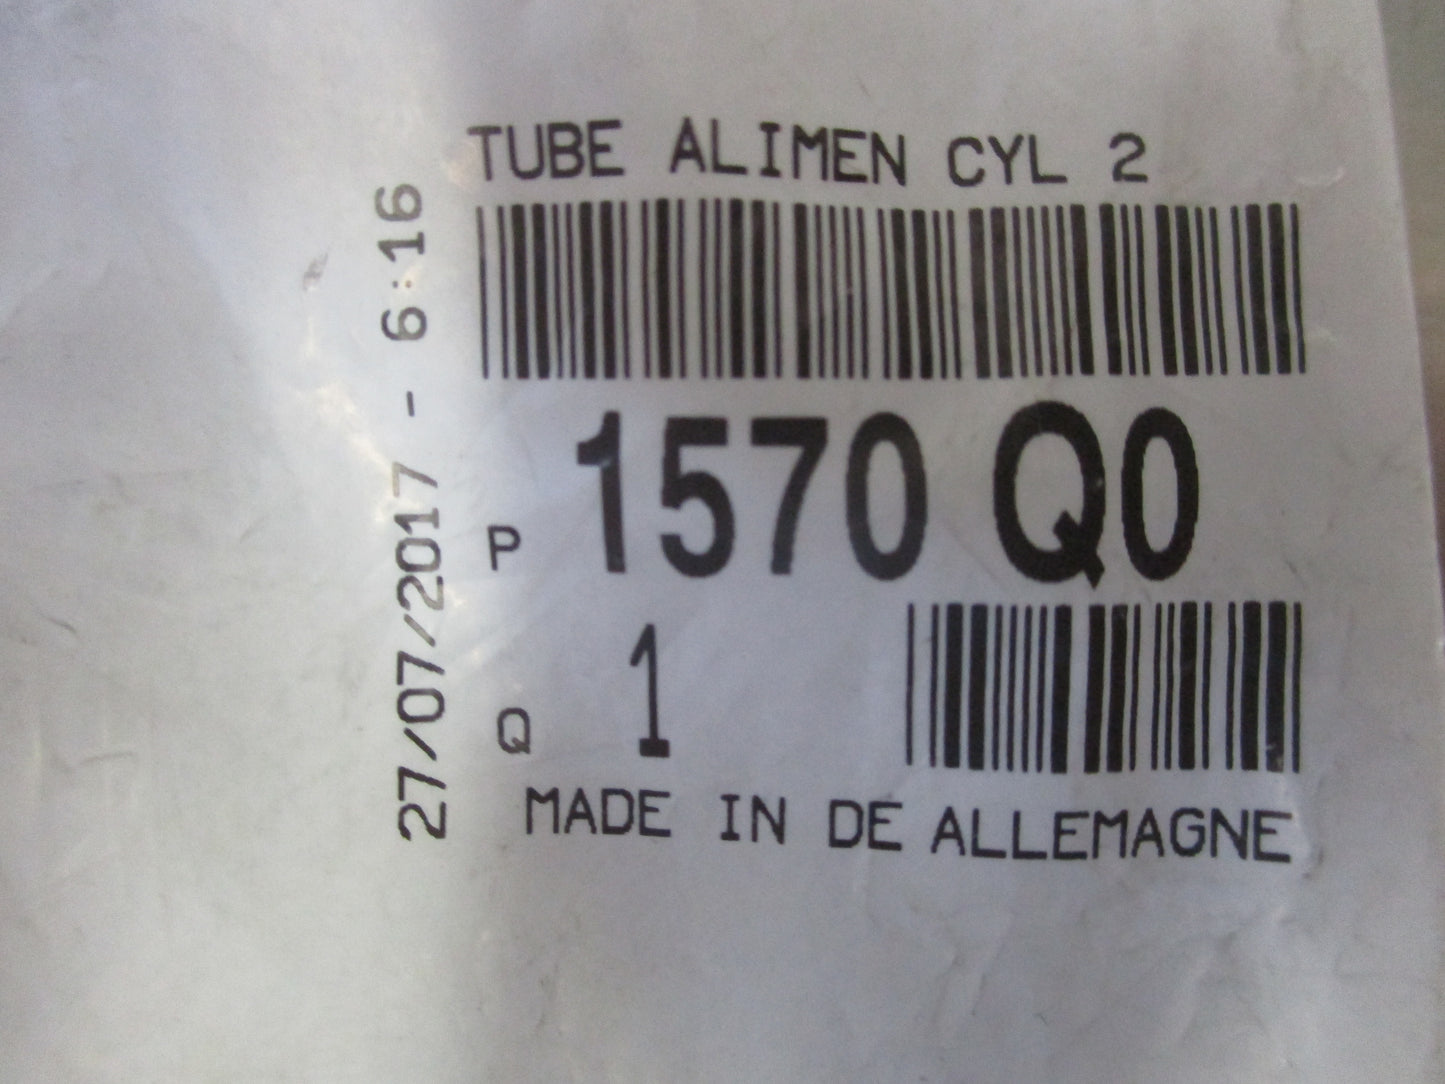 TUBE ALIMEN CYL 2
27/07/2017 - 6:16
P 1570 Q0
Q 1
MADE IN DE ALLEMAGNE